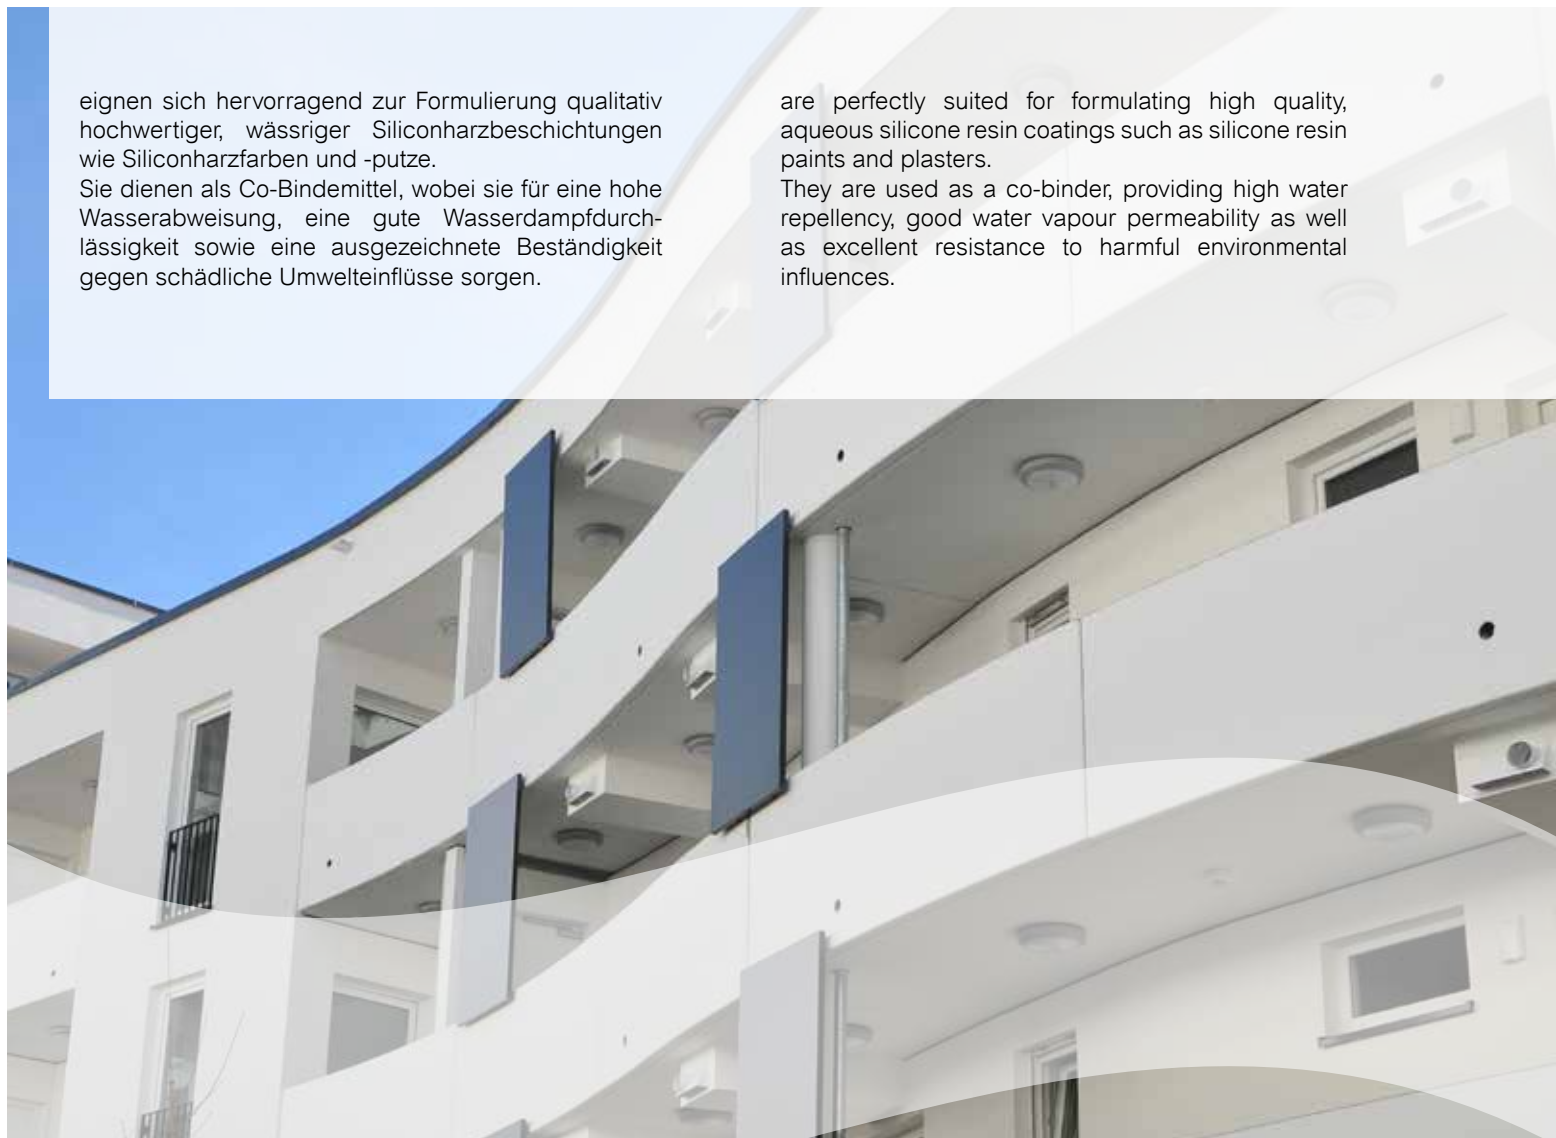 eignen sich hervorragend zur Formulierung qualitativ
hochwertiger, wässriger Siliconharzbeschichtungen
wie Siliconharzfarben und -putze.
Sie dienen als Co-Bindemittel, wobei sie für eine hohe
Wasserabweisung, eine gute Wasserdampfdurch-
lässigkeit sowie eine ausgezeichnete Beständigkeit
gegen schädliche Umwelteinflüsse sorgen.
are perfectly suited for formulating high quality,
aqueous silicone resin coatings such as silicone resin
paints and plasters.
They are used as a co-binder, providing high water
repellency, good water vapour permeability as well
as excellent resistance to harmful environmental
influences.